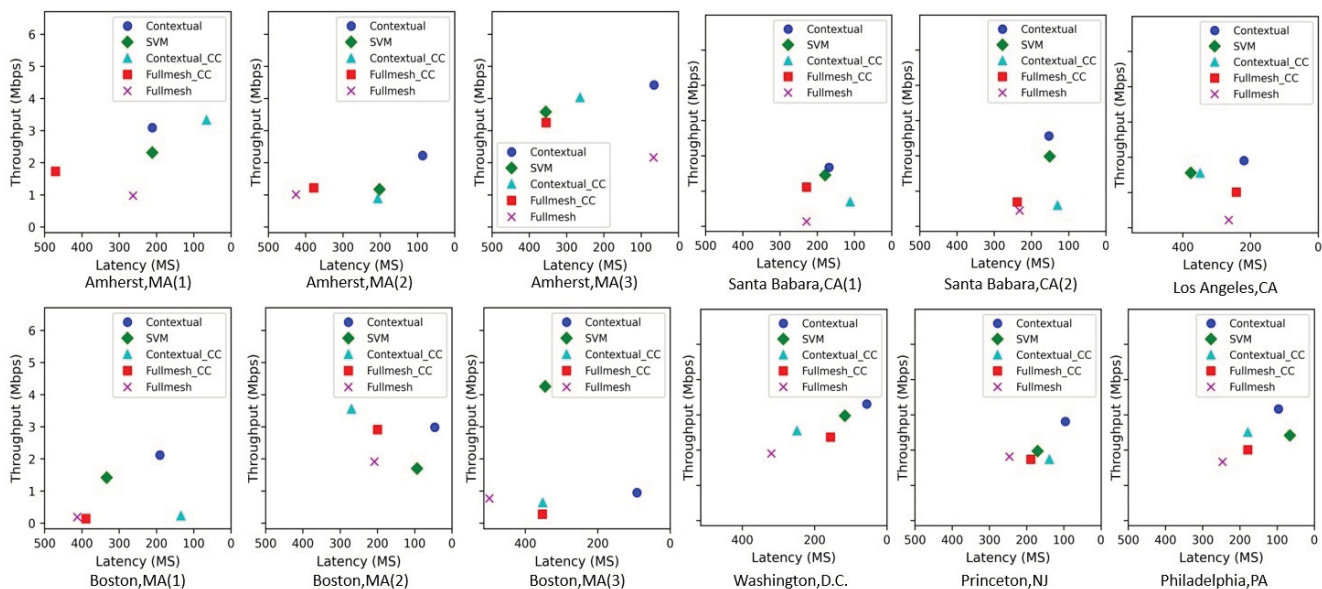 6
5
4
3
2
1
0
Throughput (Mbps)
Contextual
SVM
Contextual_CC
Fullmesh_CC
Fullmesh
500 400 300 200 100 0
Latency (MS)
Amherst,MA(1)
Throughput (Mbps)
Contextual
SVM
Contextual_CC
Fullmesh_CC
Fullmesh
500 400 300 200 100 0
Latency (MS)
Amherst,MA(2)
Throughput (Mbps)
Contextual
SVM
Contextual_CC
Fullmesh_CC
Fullmesh
500 400 300 200 100 0
Latency (MS)
Amherst,MA(3)
Throughput (Mbps)
Contextual
SVM
Contextual_CC
Fullmesh_CC
Fullmesh
500 400 300 200 100 0
Latency (MS)
Santa Babara,CA(1)
Throughput (Mbps)
Contextual
SVM
Contextual_CC
Fullmesh_CC
Fullmesh
500 400 300 200 100 0
Latency (MS)
Santa Babara,CA(2)
Throughput (Mbps)
Contextual
SVM
Contextual_CC
Fullmesh_CC
Fullmesh
400 200 0
Latency (MS)
Los Angeles,CA
6
5
4
3
2
1
0
Throughput (Mbps)
Contextual
SVM
Contextual_CC
Fullmesh_CC
Fullmesh
500 400 300 200 100 0
Latency (MS)
Boston,MA(1)
Throughput (Mbps)
Contextual
SVM
Contextual_CC
Fullmesh_CC
Fullmesh
500 400 300 200 100 0
Latency (MS)
Boston,MA(2)
Throughput (Mbps)
Contextual
SVM
Contextual_CC
Fullmesh_CC
Fullmesh
400 200 0
Latency (MS)
Boston,MA(3)
Throughput (Mbps)
Contextual
SVM
Contextual_CC
Fullmesh_CC
Fullmesh
400 200 0
Latency (MS)
Washington,D.C.
Throughput (Mbps)
Contextual
SVM
Contextual_CC
Fullmesh_CC
Fullmesh
500 400 300 200 100 0
Latency (MS)
Princeton,NJ
Throughput (Mbps)
Contextual
SVM
Contextual_CC
Fullmesh_CC
Fullmesh
400 200 0
Latency (MS)
Philadelphia,PA